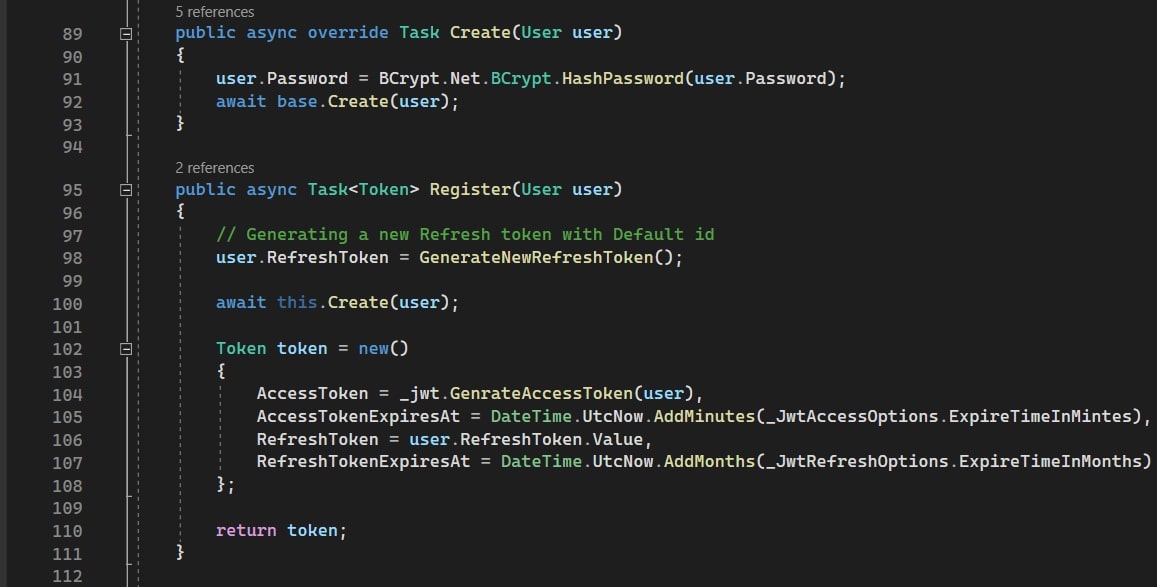 5 references
89 public async override Task Create(User user)
90 {
91 user.Password = BCrypt.Net.BCrypt.HashPassword(user.Password);
92 await base.Create(user);
93 }
94
2 references
95 public async Task<Token> Register(User user)
96 {
97 // Generating a new Refresh token with Default id
98 user.RefreshToken = GenerateNewRefreshToken();
99
100 await this.Create(user);
101
102 Token token = new()
103 {
104 AccessToken = _jwt.GenrateAccessToken(user),
105 AccessTokenExpiresAt = DateTime.UtcNow.AddMinutes(_JwtAccessOptions.ExpireTimeInMintes),
106 RefreshToken = user.RefreshToken.Value,
107 RefreshTokenExpiresAt = DateTime.UtcNow.AddMonths(_JwtRefreshOptions.ExpireTimeInMonths)
108 };
109
110 return token;
111 }
112